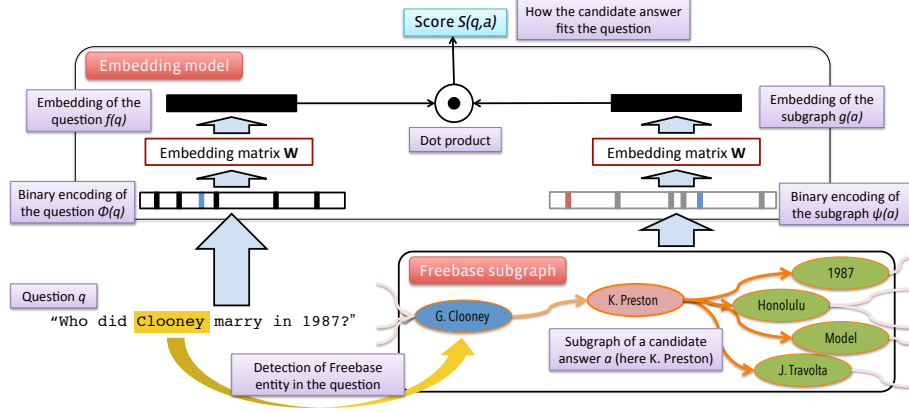 Score S(q,a)
How the candidate answer
fits the question
Embedding model
Embedding of the
question f(q)
Embedding of the
subgraph g(a)
Dot product
Embedding matrix W
Embedding matrix W
Binary encoding of
the question Φ(q)
Binary encoding of
the subgraph ψ(a)
Freebase subgraph
1987
Question q
K. Preston
Honolulu
G. Clooney
“Who did Clooney marry in 1987?”
Model
Subgraph of a candidate
answer a (here K. Preston)
J. Travolta
Detection of Freebase
entity in the question